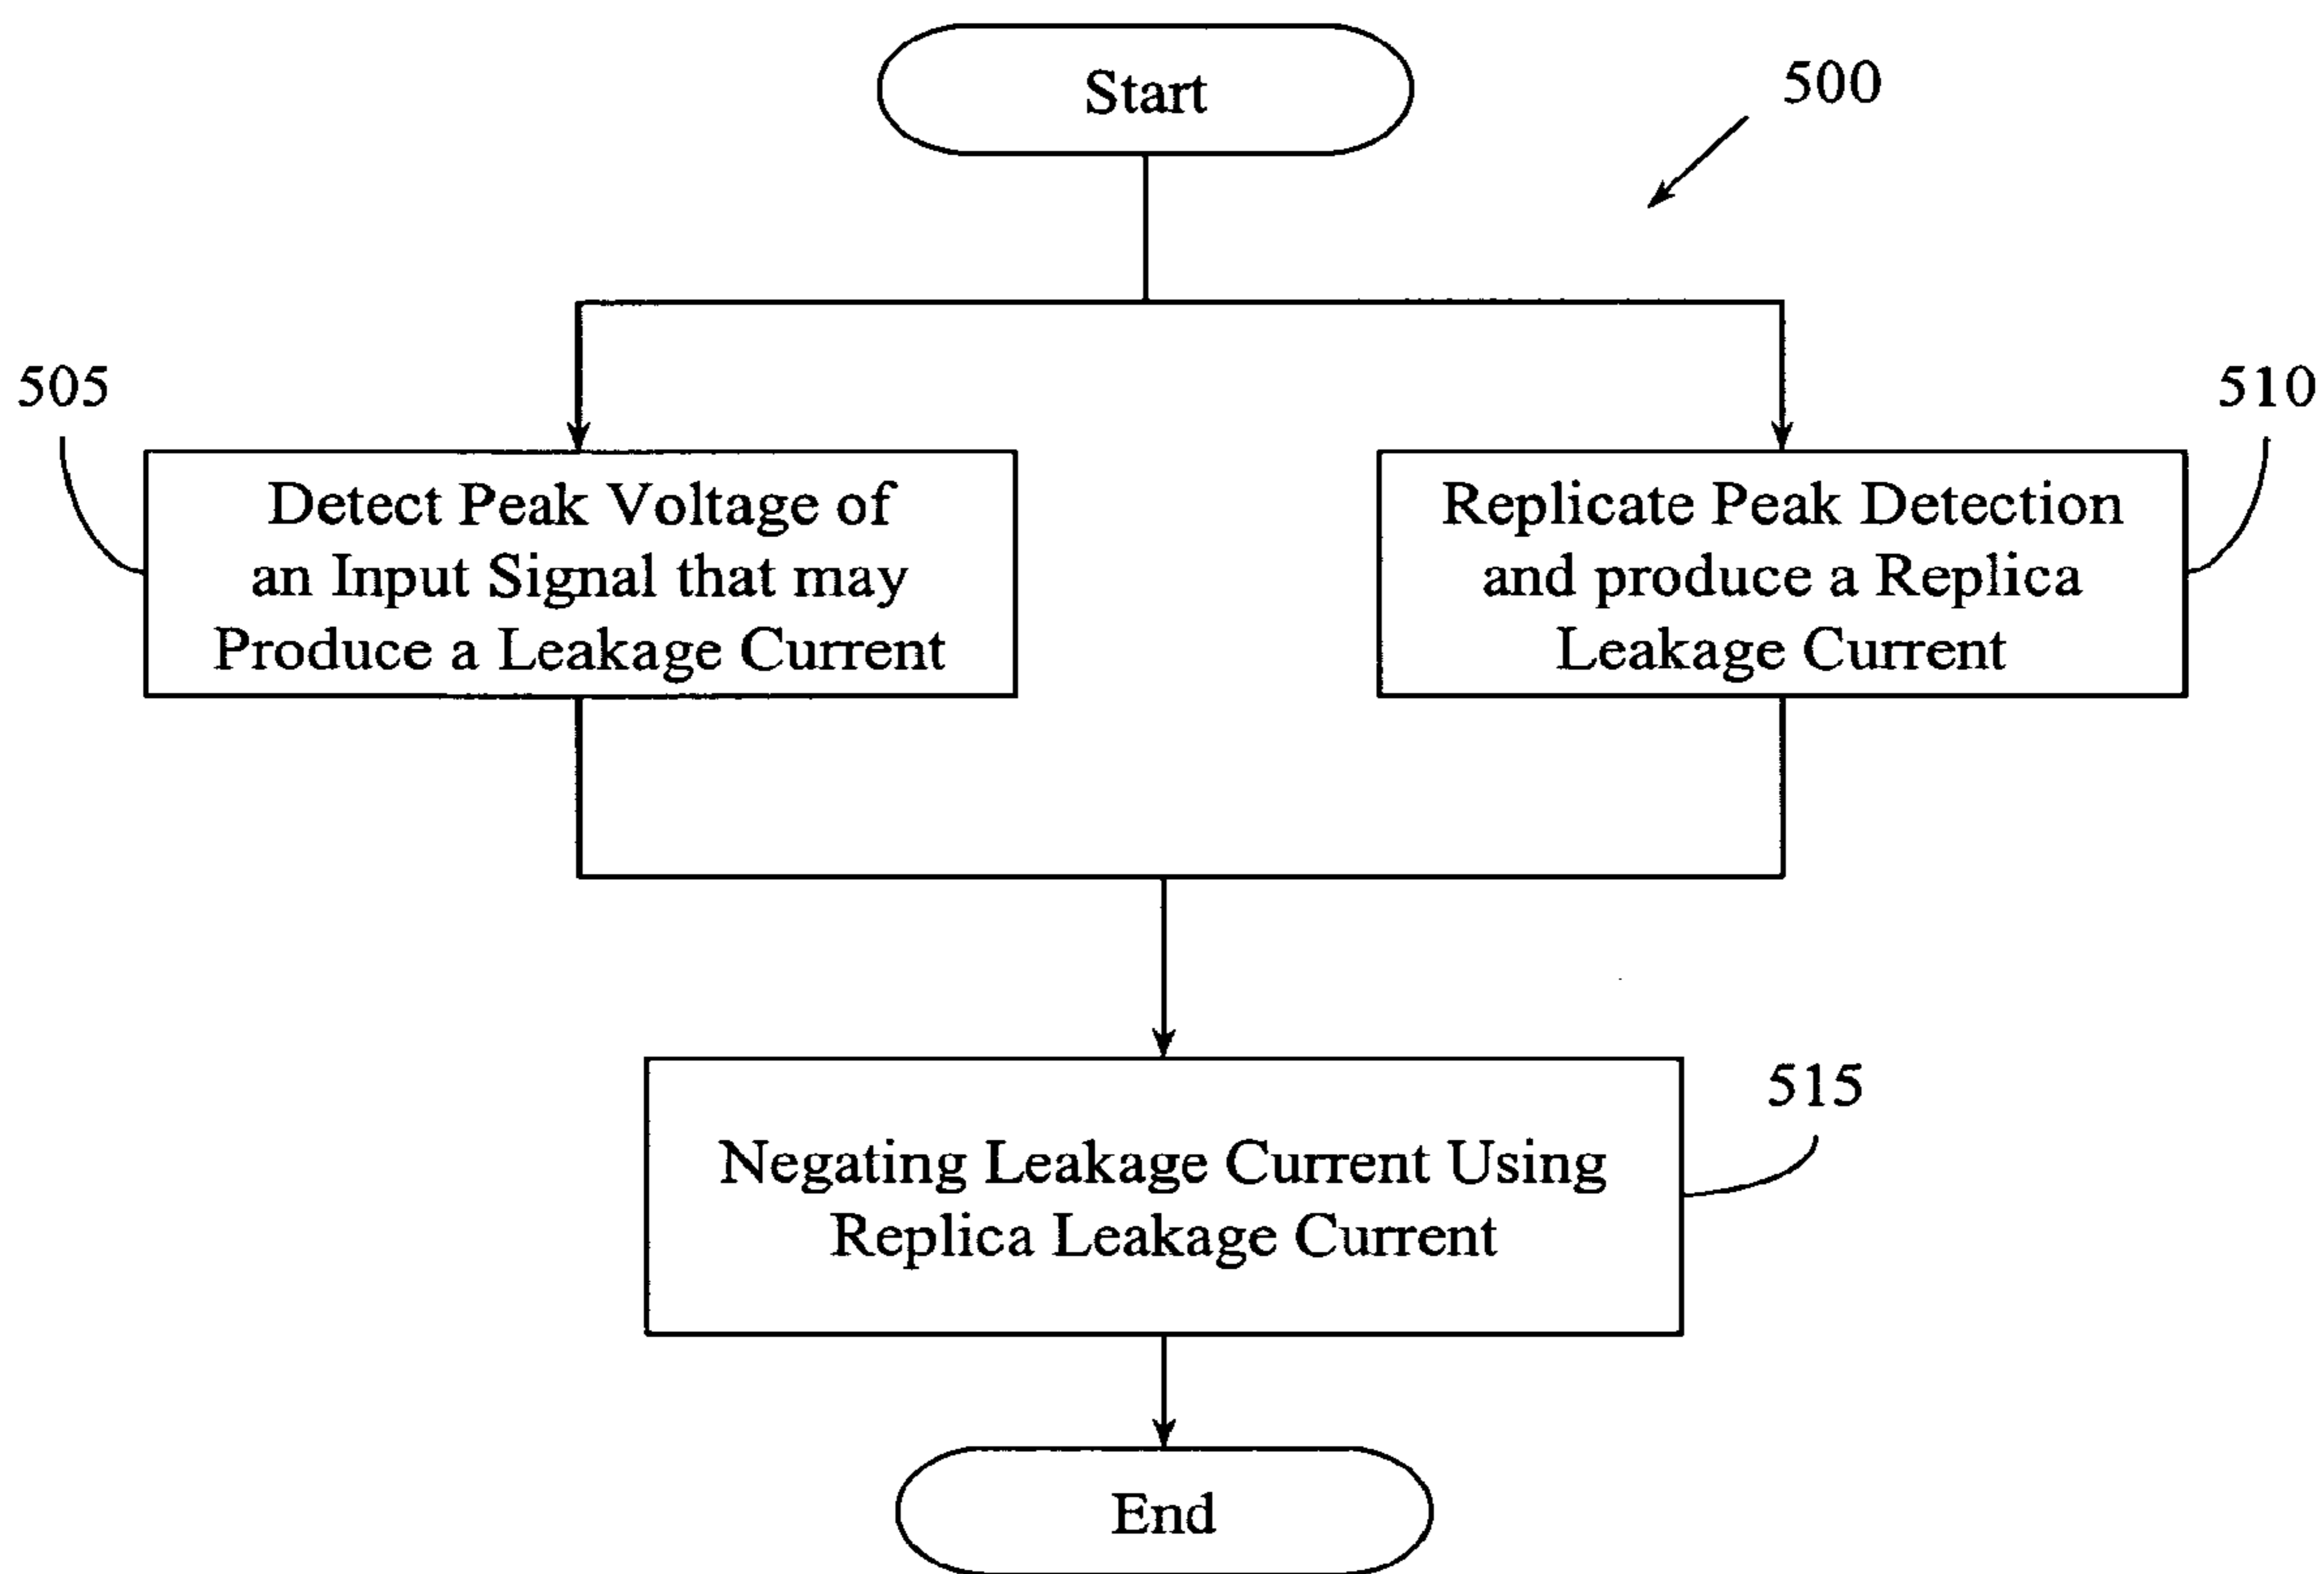 Start
500
505
Detect Peak Voltage of
an Input Signal that may
Produce a Leakage Current
510
Replicate Peak Detection
and produce a Replica
Leakage Current
515
Negating Leakage Current Using
Replica Leakage Current
End